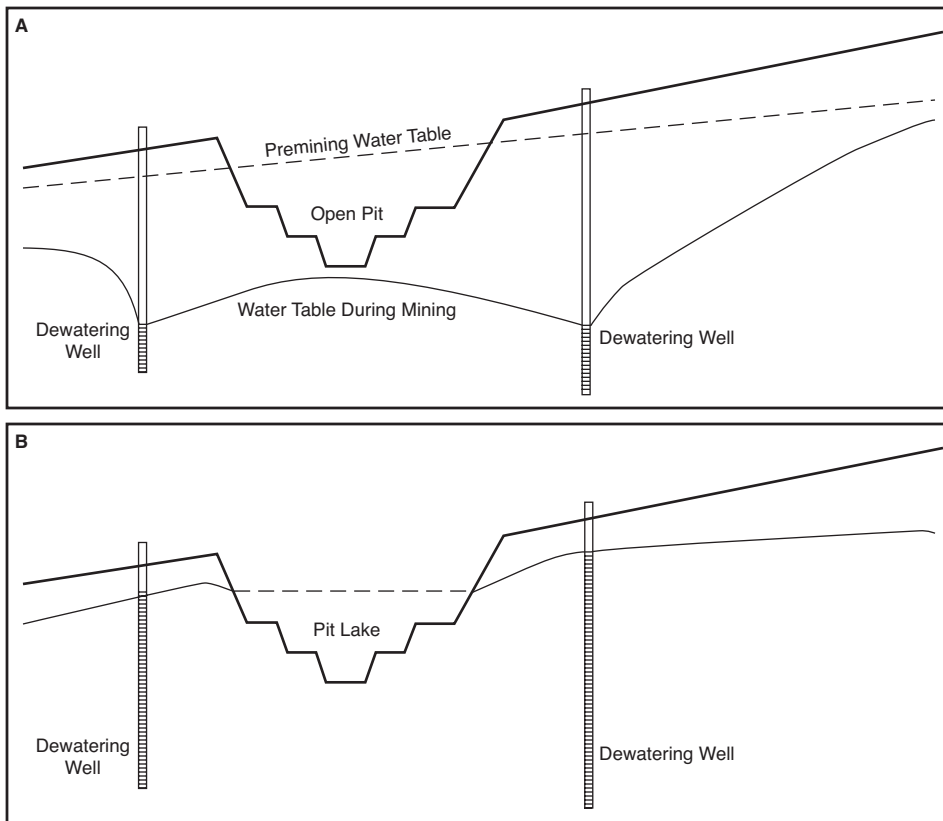 A
Premining Water Table
Open Pit
Water Table During Mining
Dewatering
Well
Dewatering Well
B
Pit Lake
Dewatering
Well
Dewatering Well